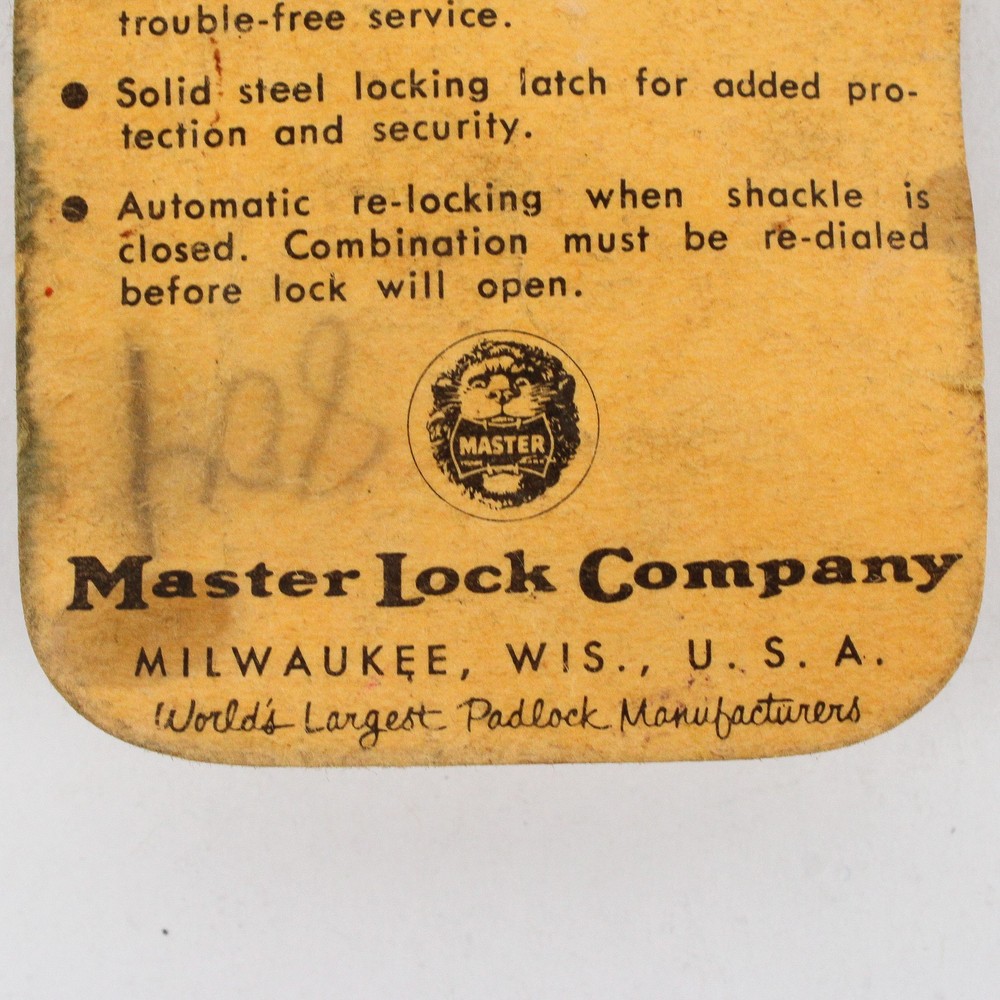 trouble-free service.
● Solid steel locking latch for added pro-
tection and security.
● Automatic re-locking when shackle is
closed. Combination must be re-dialed
before lock will open.
MASTER
Master Lock Company
MILWAUKEE, WIS., U. S. A.
World's Largest Padlock Manufacturers